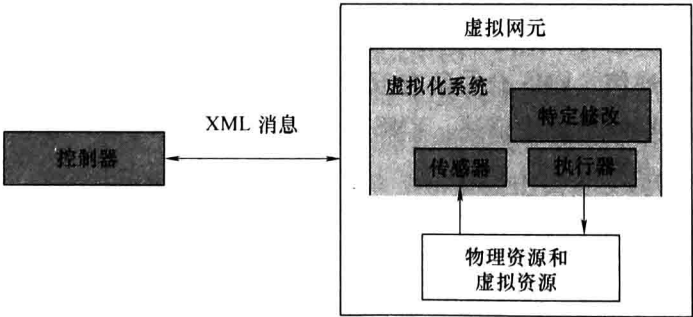 虚拟网元
虚拟化系统
特定修改
XML 消息
控制器
传感器
执行器
物理资源和
虚拟资源